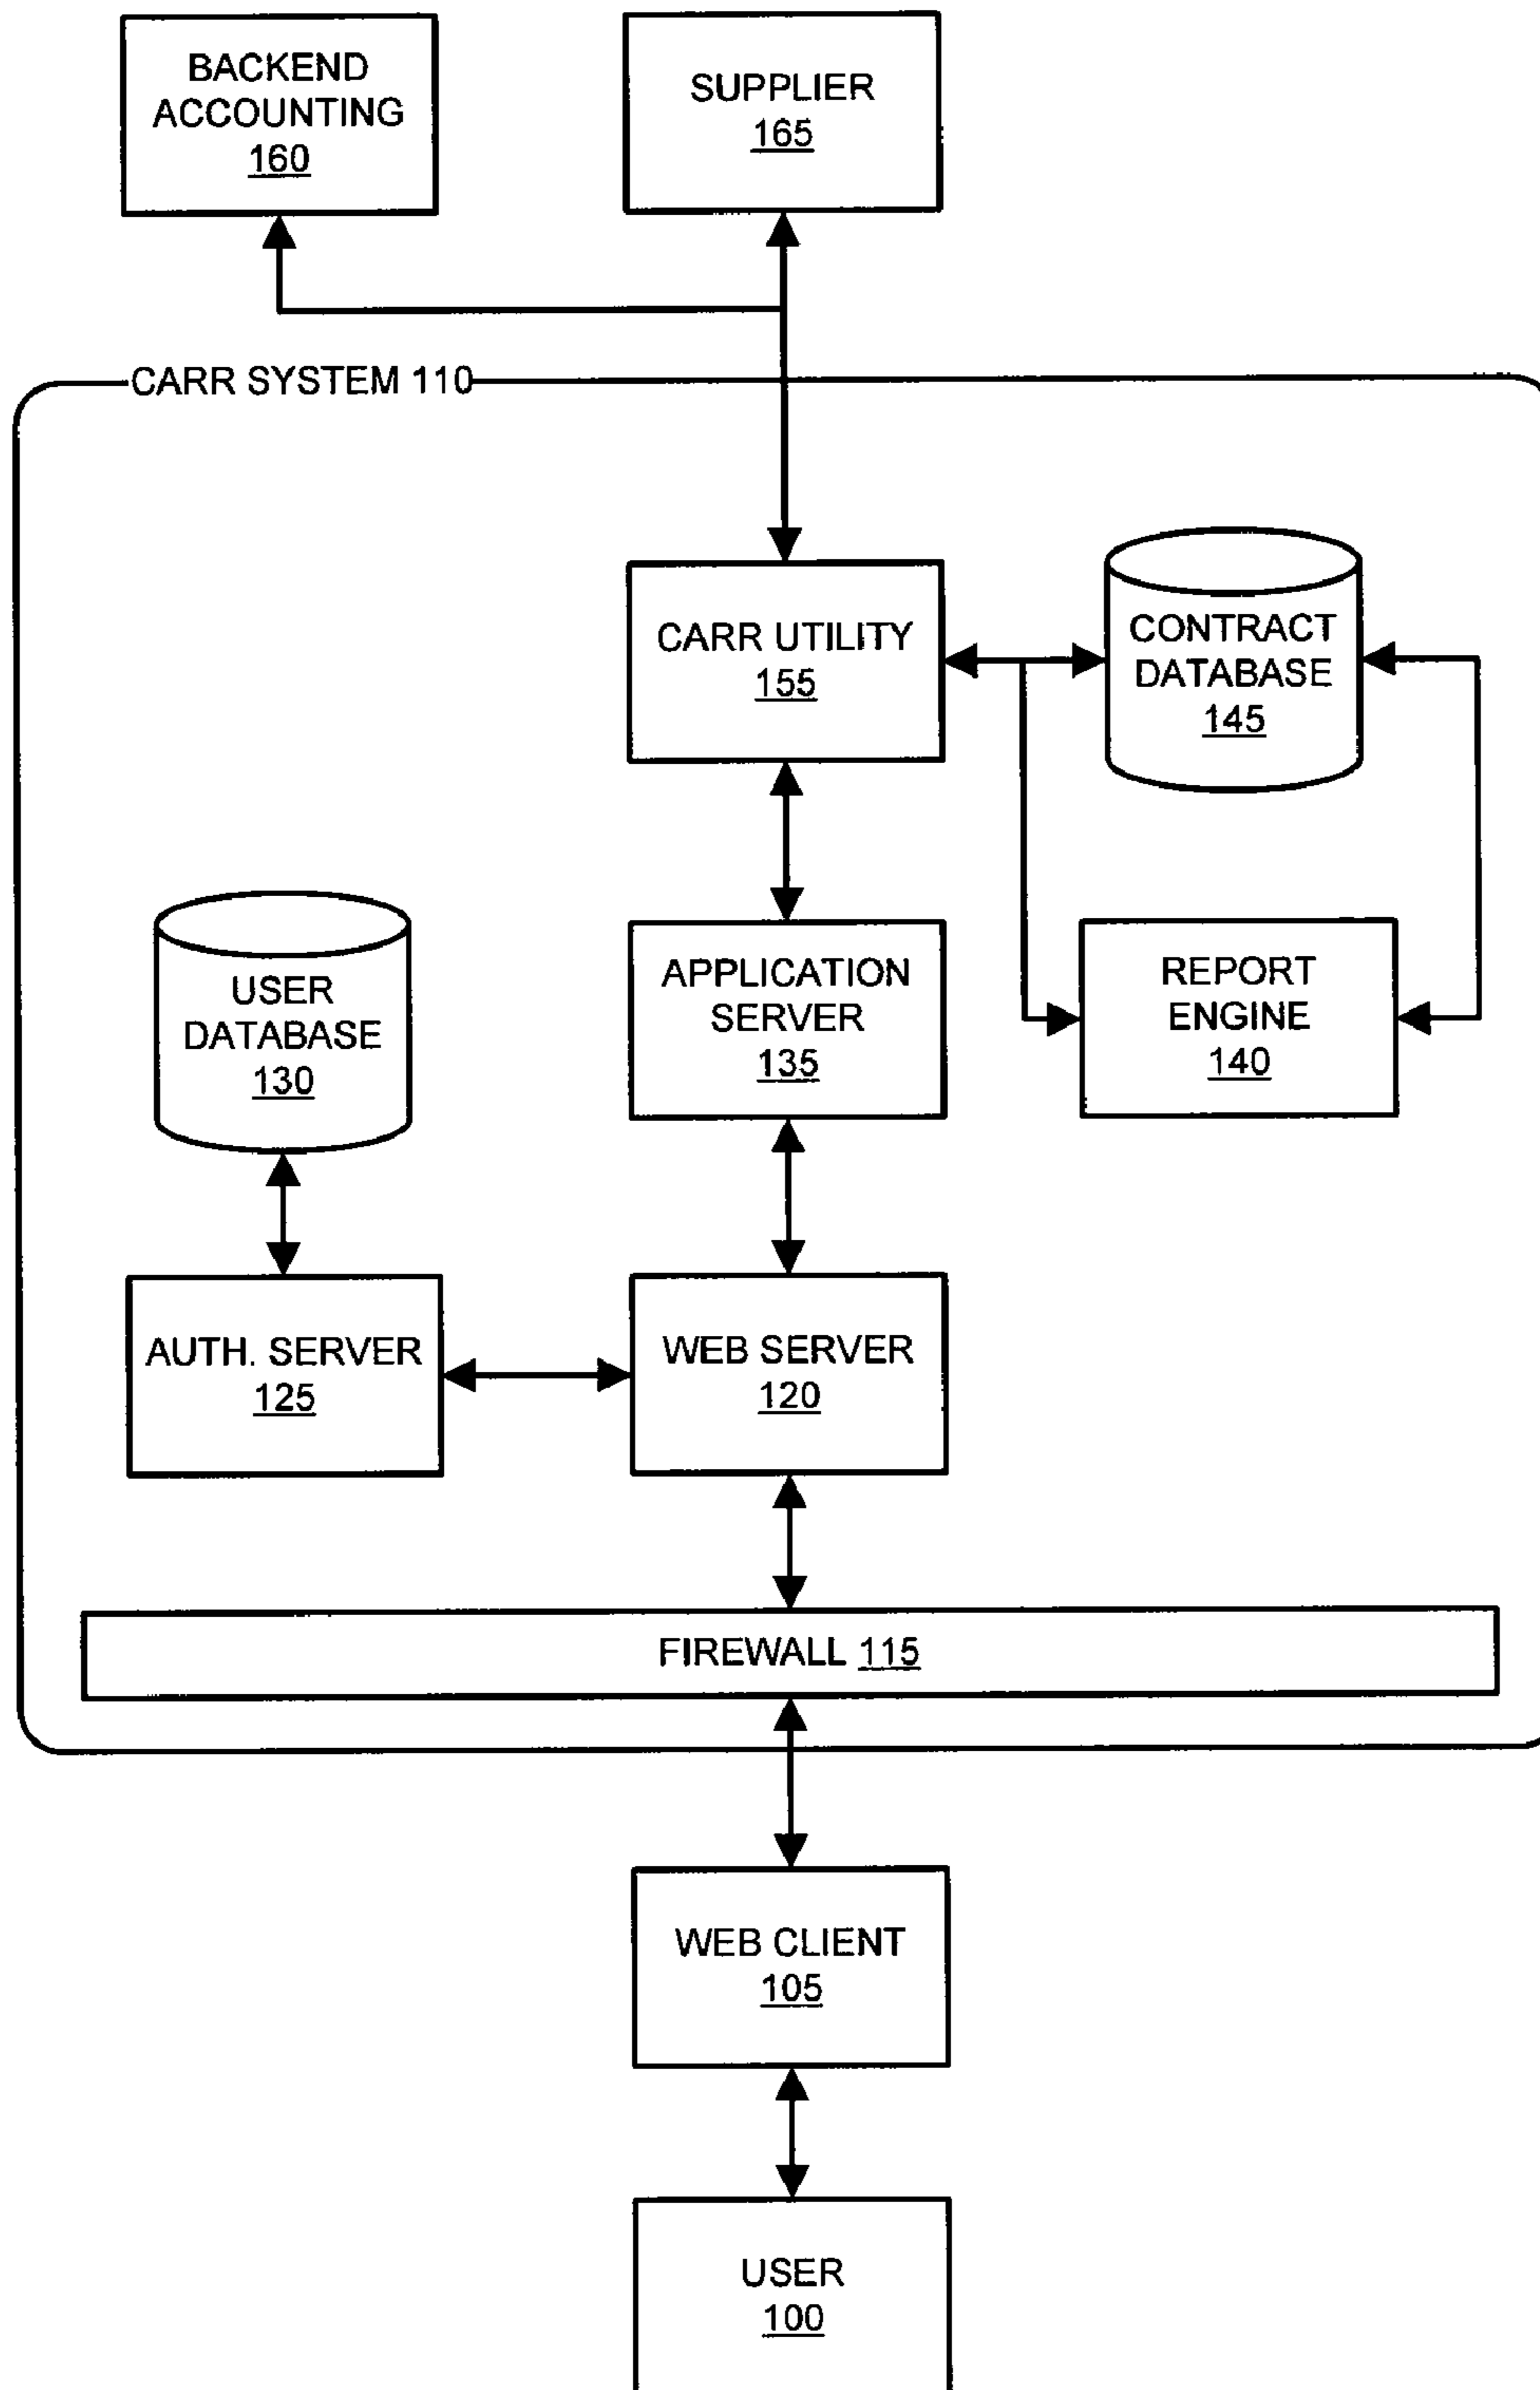 BACKEND
ACCOUNTING
160
SUPPLIER
165
CARR SYSTEM 110
CARR UTILITY
155
CONTRACT
DATABASE
145
USER
DATABASE
130
APPLICATION
SERVER
135
REPORT
ENGINE
140
AUTH. SERVER
125
WEB SERVER
120
FIREWALL 115
WEB CLIENT
105
USER
100